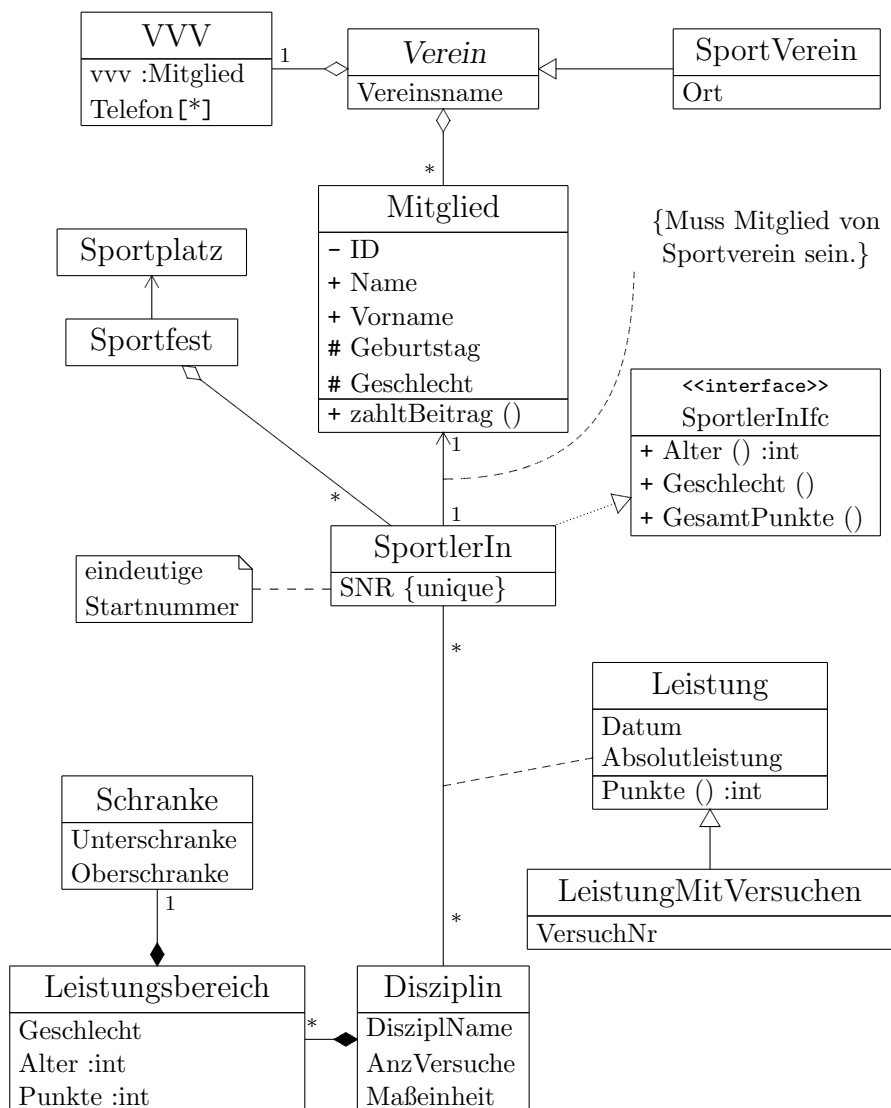 VVV
vvv :Mitglied
Telefon[*]
1
Verein
Vereinsname
SportVerein
Ort
*
Mitglied
- ID
+ Name
+ Vorname
# Geburtstag
# Geschlecht
+ zahltBeitrag ()
{Muss Mitglied von
Sportverein sein.}
Sportplatz
Sportfest
*
<<interface>>
SportlerInIfc
+ Alter () :int
+ Geschlecht ()
+ GesamtPunkte ()
1
1
SportlerIn
SNR {unique}
eindeutige
Startnummer
*
Leistung
Datum
Absolutleistung
Punkte () :int
LeistungMitVersuchen
VersuchNr
Schranke
Unterschranke
Oberschranke
1
*
Leistungsbereich
Geschlecht
Alter :int
Punkte :int
*
Disziplin
DisziplName
AnzVersuche
Maßeinheit